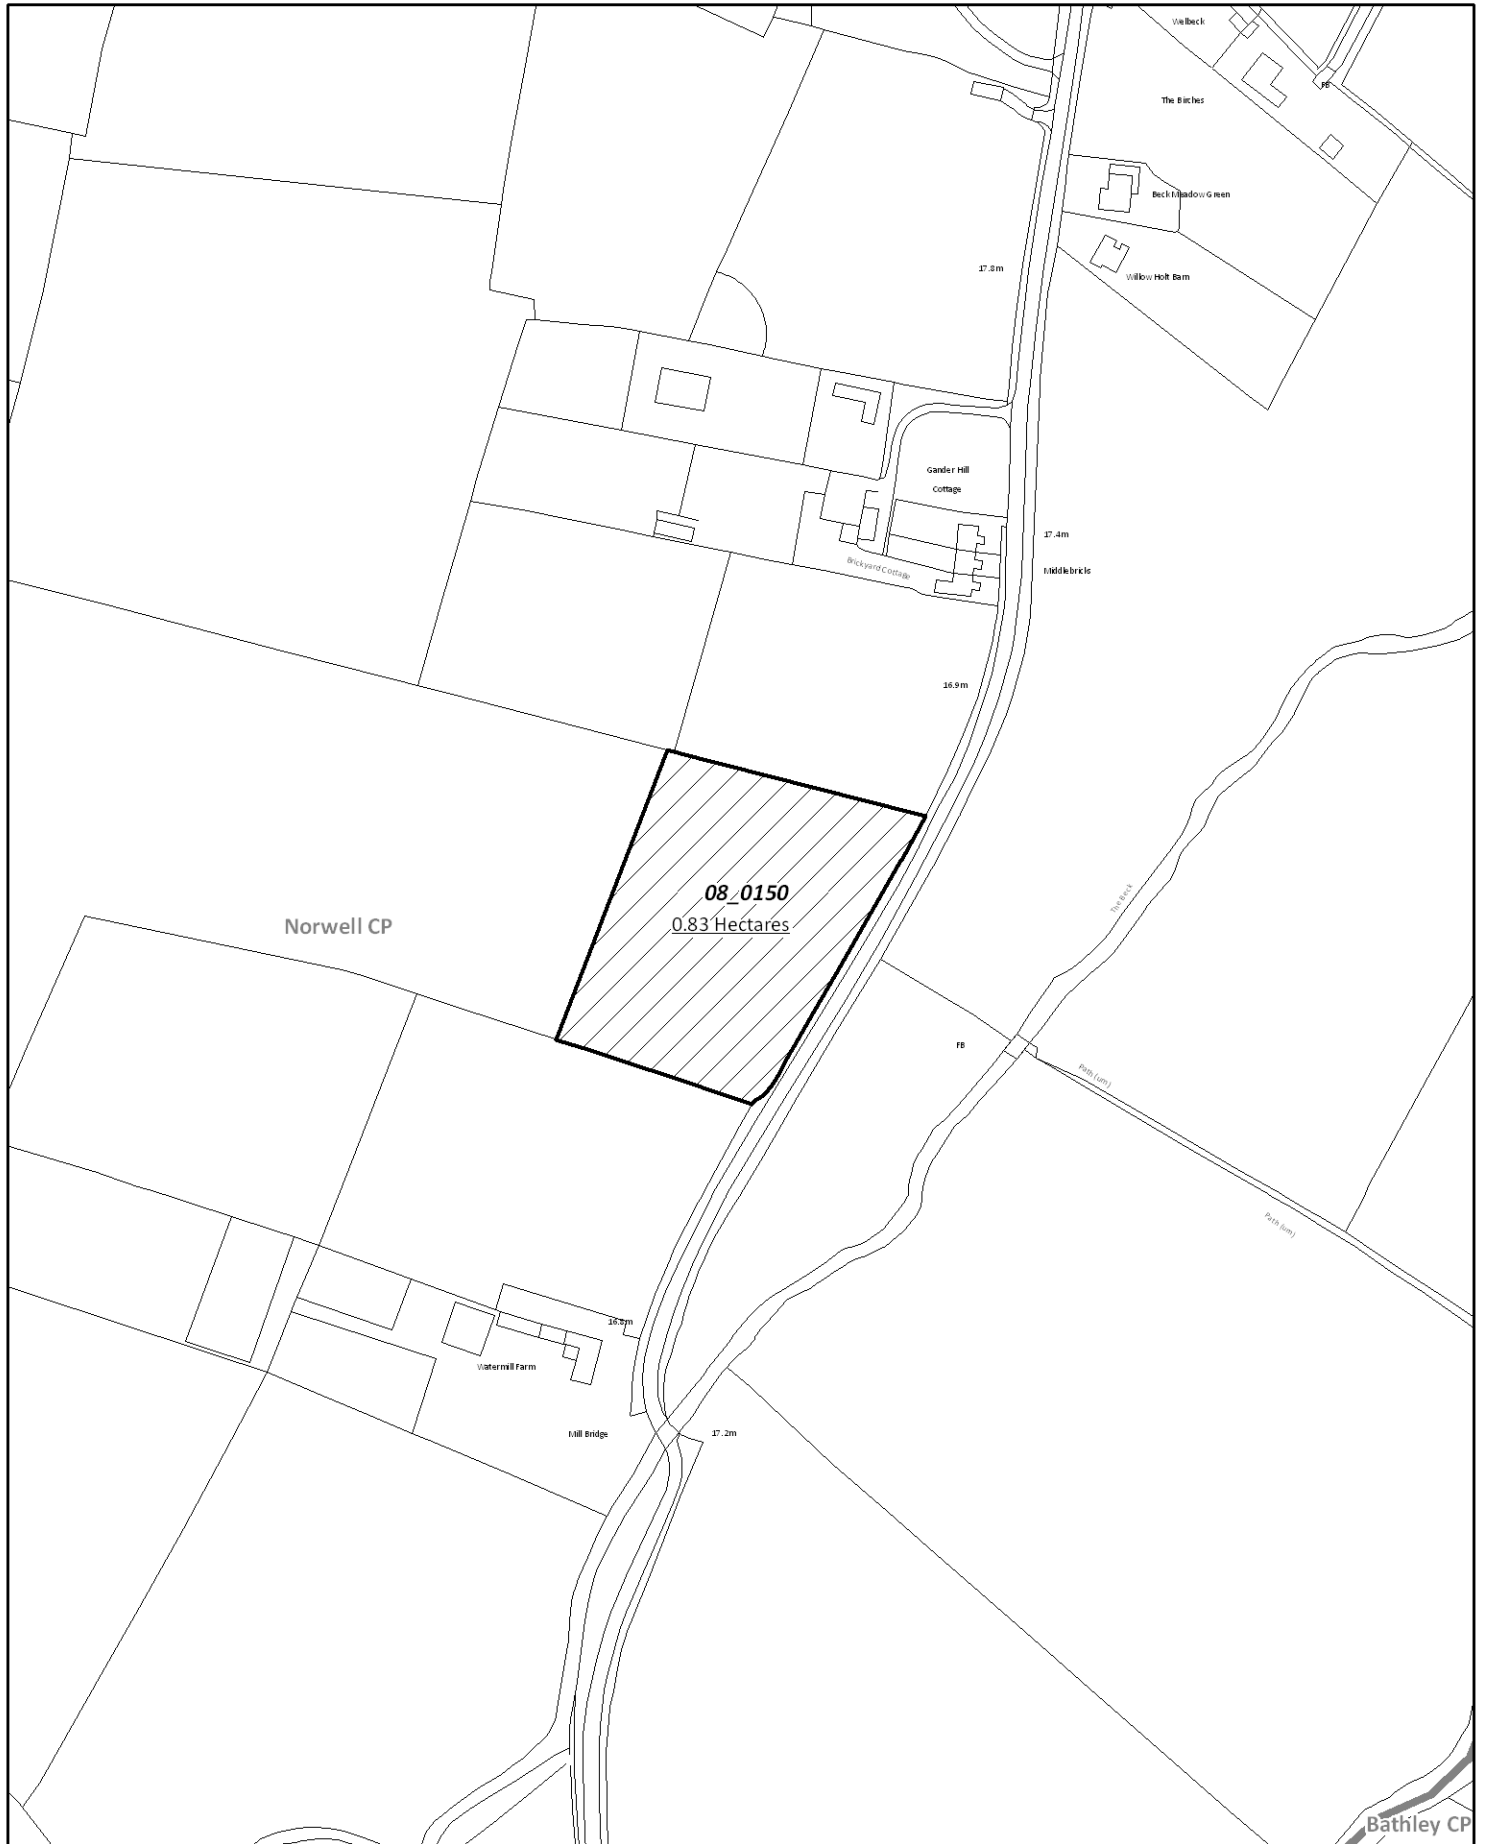 Welbeck
FB
The Birches
Beck Meadow Green
17.8m
Willow Holt Barn
Gander Hill
Cottage
17.4m
Brickyard Cottage
Middlebricks
16.9m
08_0150
0.83 Hectares
Norwell CP
The Beck
FB
Path (um)
Path (um)
16.8m
Watermill Farm
Mill Bridge
17.2m
Bathley CP